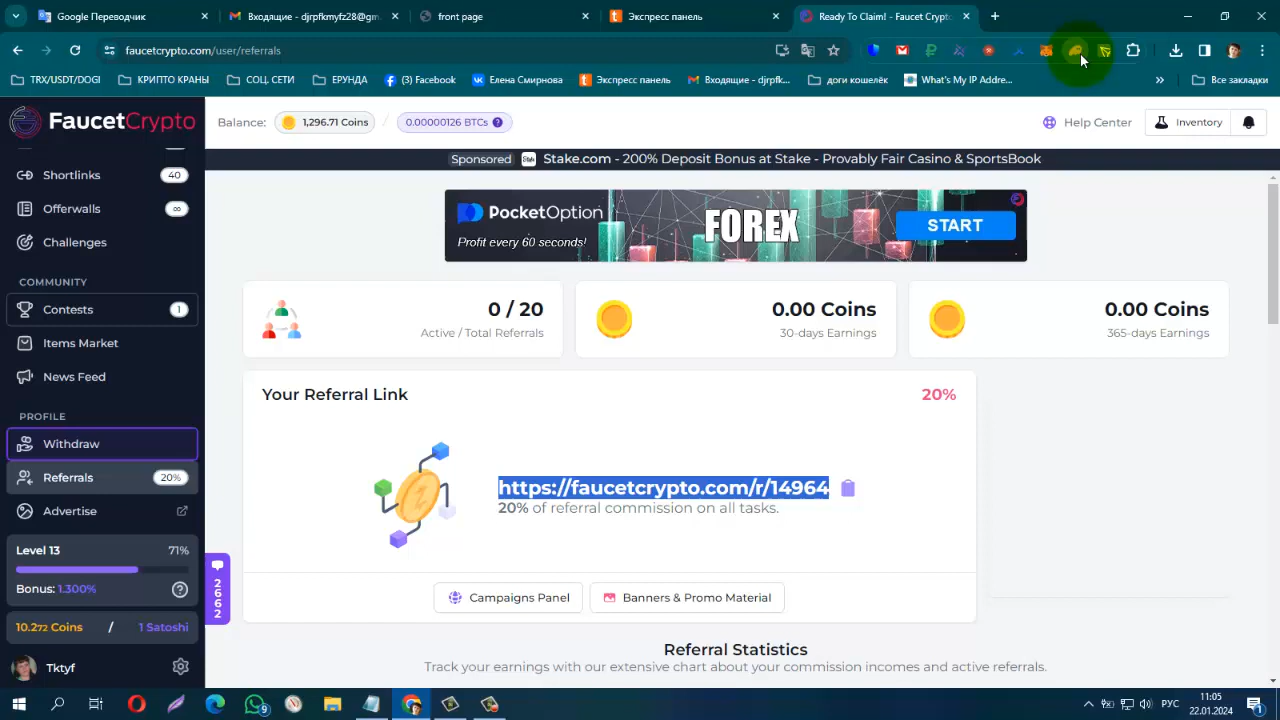 Google Переводчик
Входящие - djrpfkmyfz28@gm
front page
Экспресс панель
Ready To Claim! - Faucet Crypto
faucetcrypto.com/user/referrals
TRX/USDT/DOGI
КРИПТО КРАНЫ
СОЦ. СЕТИ
ЕРУНДА
(3) Facebook
Елена Смирнова
Экспресс панель
Входящие - djrpfk...
доги кошелёк
What's My IP Addre...
Все закладки
FaucetCrypto
Balance:
1,296.71 Coins
/
0.00000126 BTCs
Help Center
Inventory
Sponsored
Stake.com - 200% Deposit Bonus at Stake - Provably Fair Casino & SportsBook
Shortlinks
40
Offerwalls
∞
Challenges
COMMUNITY
Contests
1
Items Market
News Feed
PROFILE
Withdraw
Referrals
20%
Advertise
Level 13
71%
Bonus: 1.300%
10.272 Coins / 1 Satoshi
Tktyf
2662
PocketOption
Profit every 60 seconds!
FOREX
START
0 / 20
Active / Total Referrals
0.00 Coins
30-days Earnings
0.00 Coins
365-days Earnings
Your Referral Link
20%
https://faucetcrypto.com/r/14964
20% of referral commission on all tasks.
Campaigns Panel
Banners & Promo Material
Referral Statistics
Track your earnings with our extensive chart about your commission incomes and active referrals.
9
РУС
11:05
22.01.2024
1